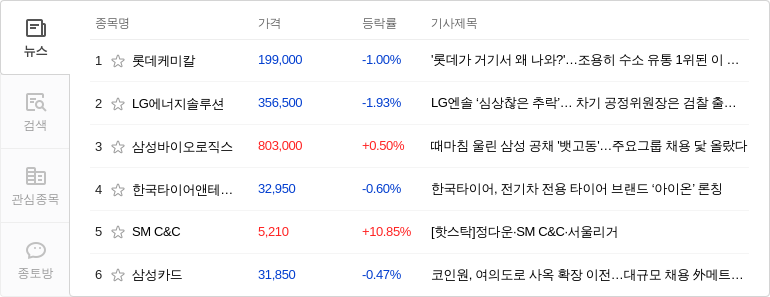 뉴스
검색
관심종목
종토방
종목명 가격 등락률 기사제목
1 롯데케미칼 199,000 -1.00% '롯데가 거기서 왜 나와?'…조용히 수소 유통 1위된 이 …
2 LG에너지솔루션 356,500 -1.93% LG엔솔 ‘심상찮은 추락’… 차기 공정위원장은 검찰 출…
3 삼성바이오로직스 803,000 +0.50% 때마침 울린 삼성 공채 '뱃고동'…주요그룹 채용 닻 올랐다
4 한국타이어앤테… 32,950 -0.60% 한국타이어, 전기차 전용 타이어 브랜드 ‘아이온’ 론칭
5 SM C&C 5,210 +10.85% [핫스탁]정다운·SM C&C·서울리거
6 삼성카드 31,850 -0.47% 코인원, 여의도로 사옥 확장 이전…대규모 채용 外메트…